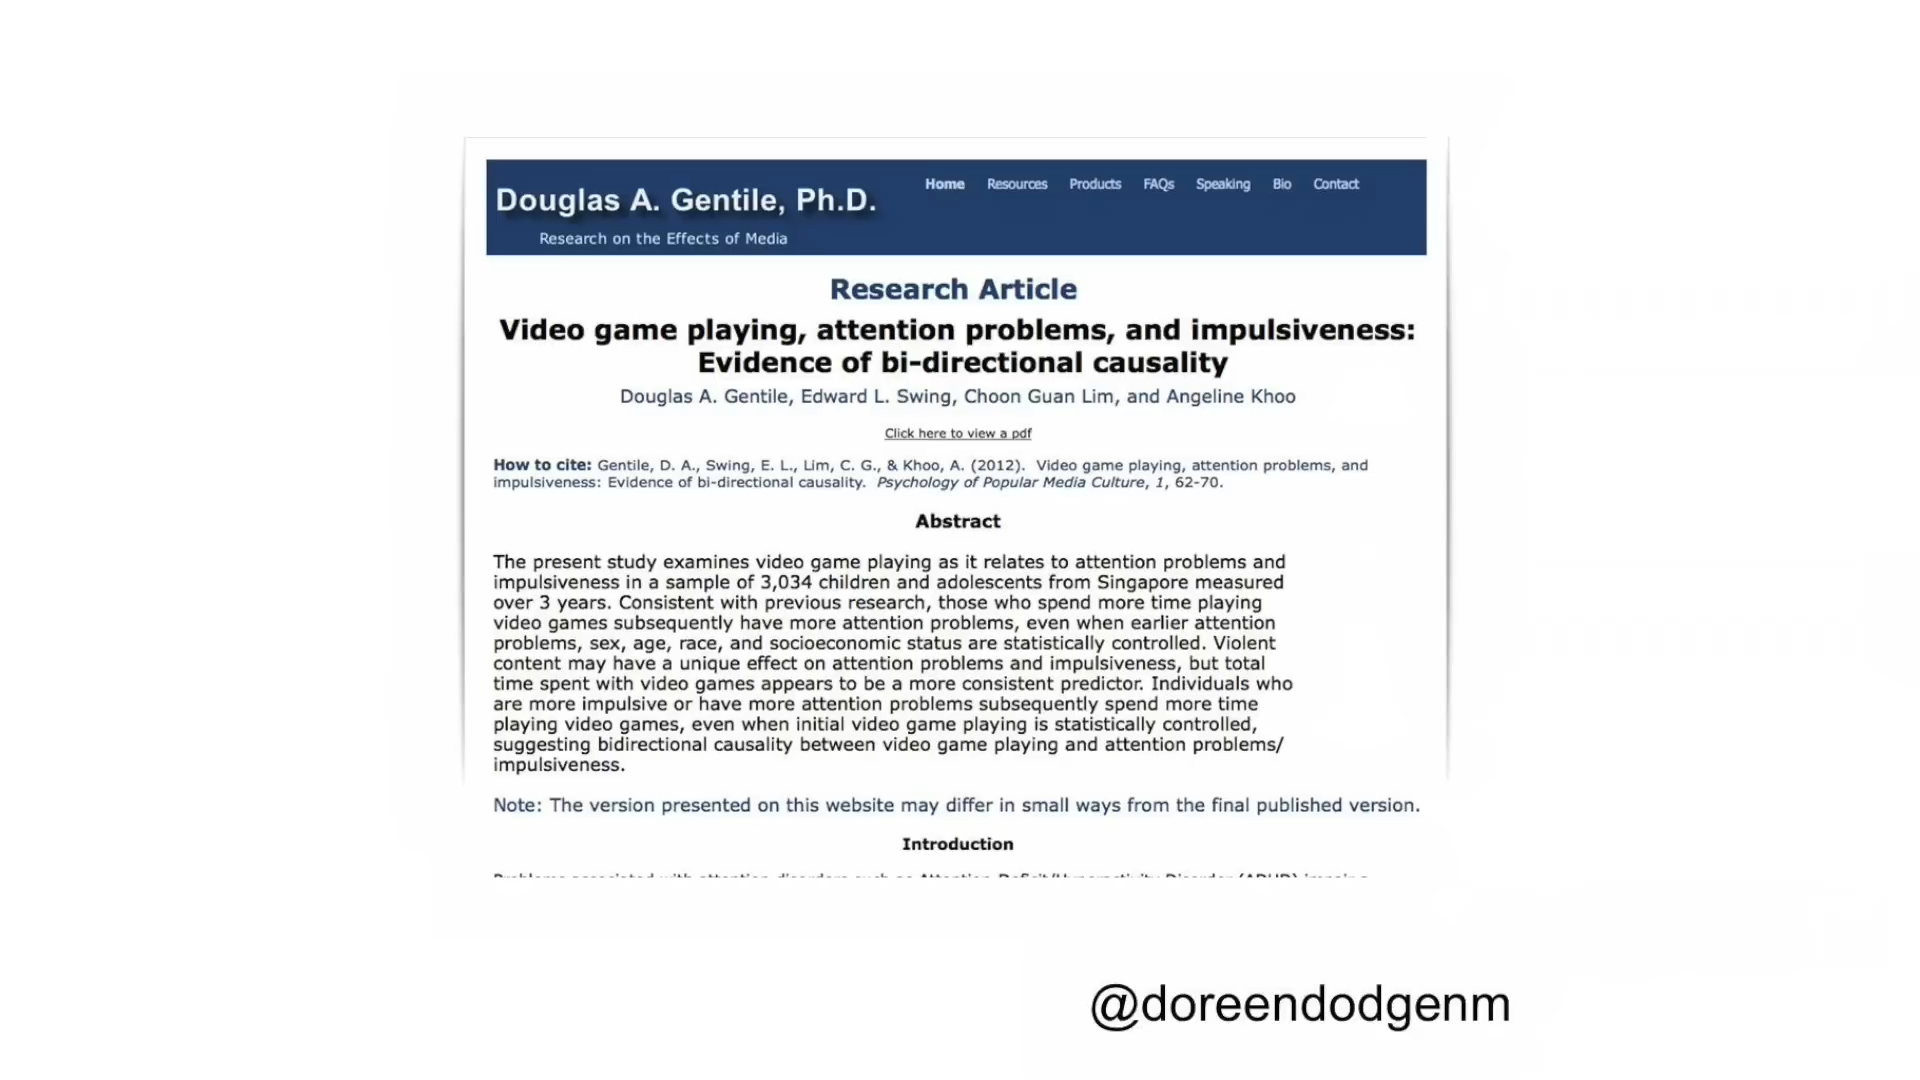 Douglas A. Gentile, Ph.D.
Home Resources Products FAQs Speaking Bio Contact
Research on the Effects of Media
Research Article
Video game playing, attention problems, and impulsiveness:
Evidence of bi-directional causality
Douglas A. Gentile, Edward L. Swing, Choon Guan Lim, and Angeline Khoo
Click here to view a pdf
How to cite: Gentile, D. A., Swing, E. L., Lim, C. G., & Khoo, A. (2012). Video game playing, attention problems, and
impulsiveness: Evidence of bi-directional causality. Psychology of Popular Media Culture, 1, 62-70.
Abstract
The present study examines video game playing as it relates to attention problems and
impulsiveness in a sample of 3,034 children and adolescents from Singapore measured
over 3 years. Consistent with previous research, those who spend more time playing
video games subsequently have more attention problems, even when earlier attention
problems, sex, age, race, and socioeconomic status are statistically controlled. Violent
content may have a unique effect on attention problems and impulsiveness, but total
time spent with video games appears to be a more consistent predictor. Individuals who
are more impulsive or have more attention problems subsequently spend more time
playing video games, even when initial video game playing is statistically controlled,
suggesting bidirectional causality between video game playing and attention problems/
impulsiveness.
Note: The version presented on this website may differ in small ways from the final published version.
Introduction
@doreendodgenm